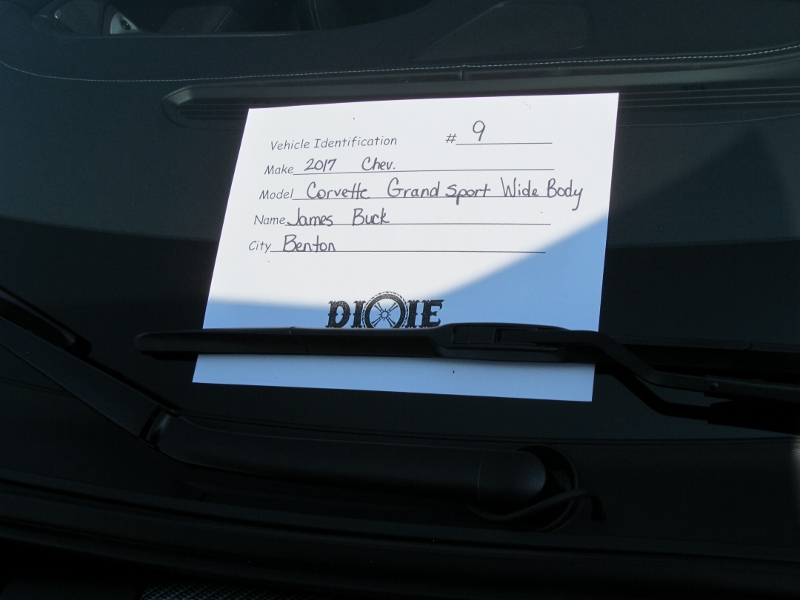 Vehicle Identification # 9
Make 2017 Chev.
Model Corvette Grand Sport Wide Body
Name James Buck
City Benton
DIXIE